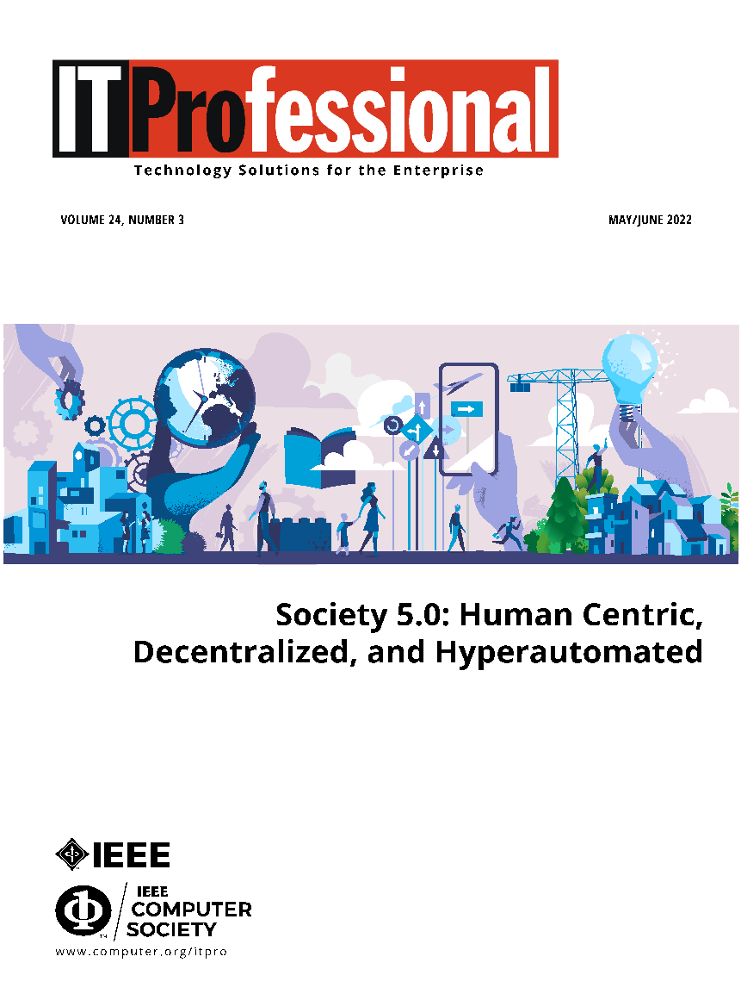 ITProfessional
Technology Solutions for the Enterprise
VOLUME 24, NUMBER 3
MAY/JUNE 2022
Society 5.0: Human Centric,
Decentralized, and Hyperautomated
IEEE
IEEE
COMPUTER
SOCIETY
TM
www.computer.org/itpro